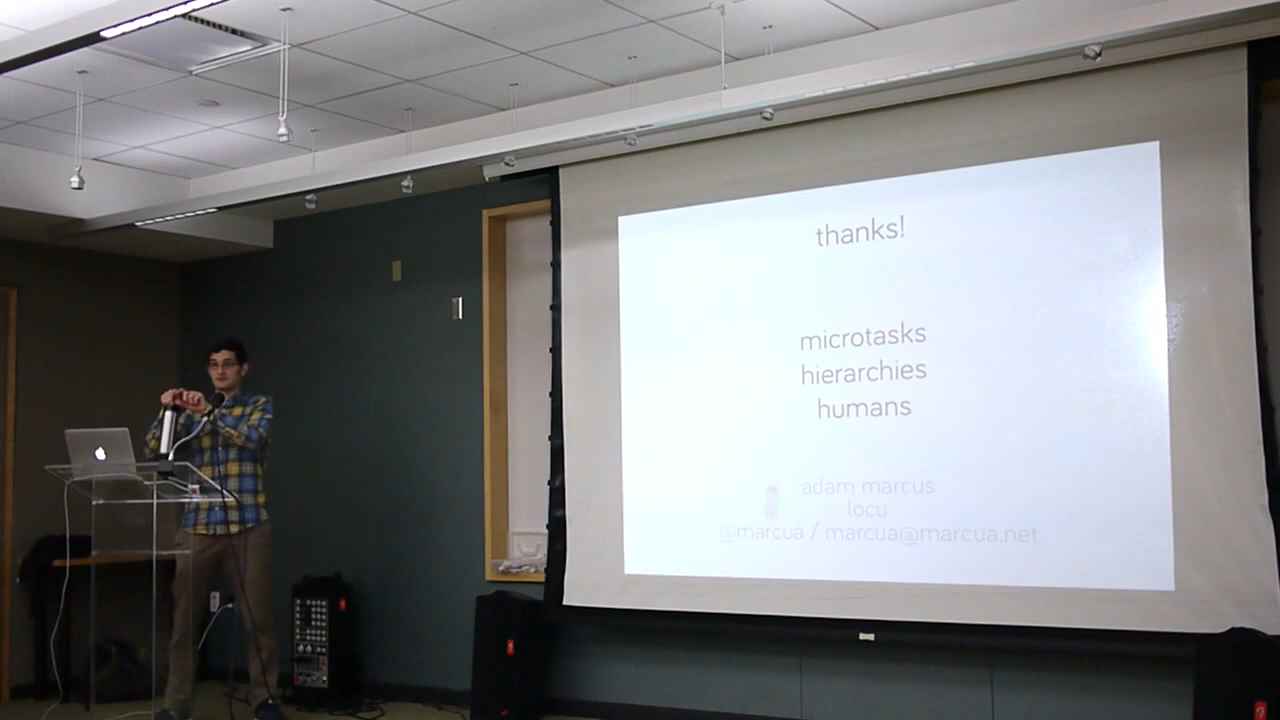 thanks!
microtasks
hierarchies
humans
adam marcus
locu
@marcua / marcua@marcua.net